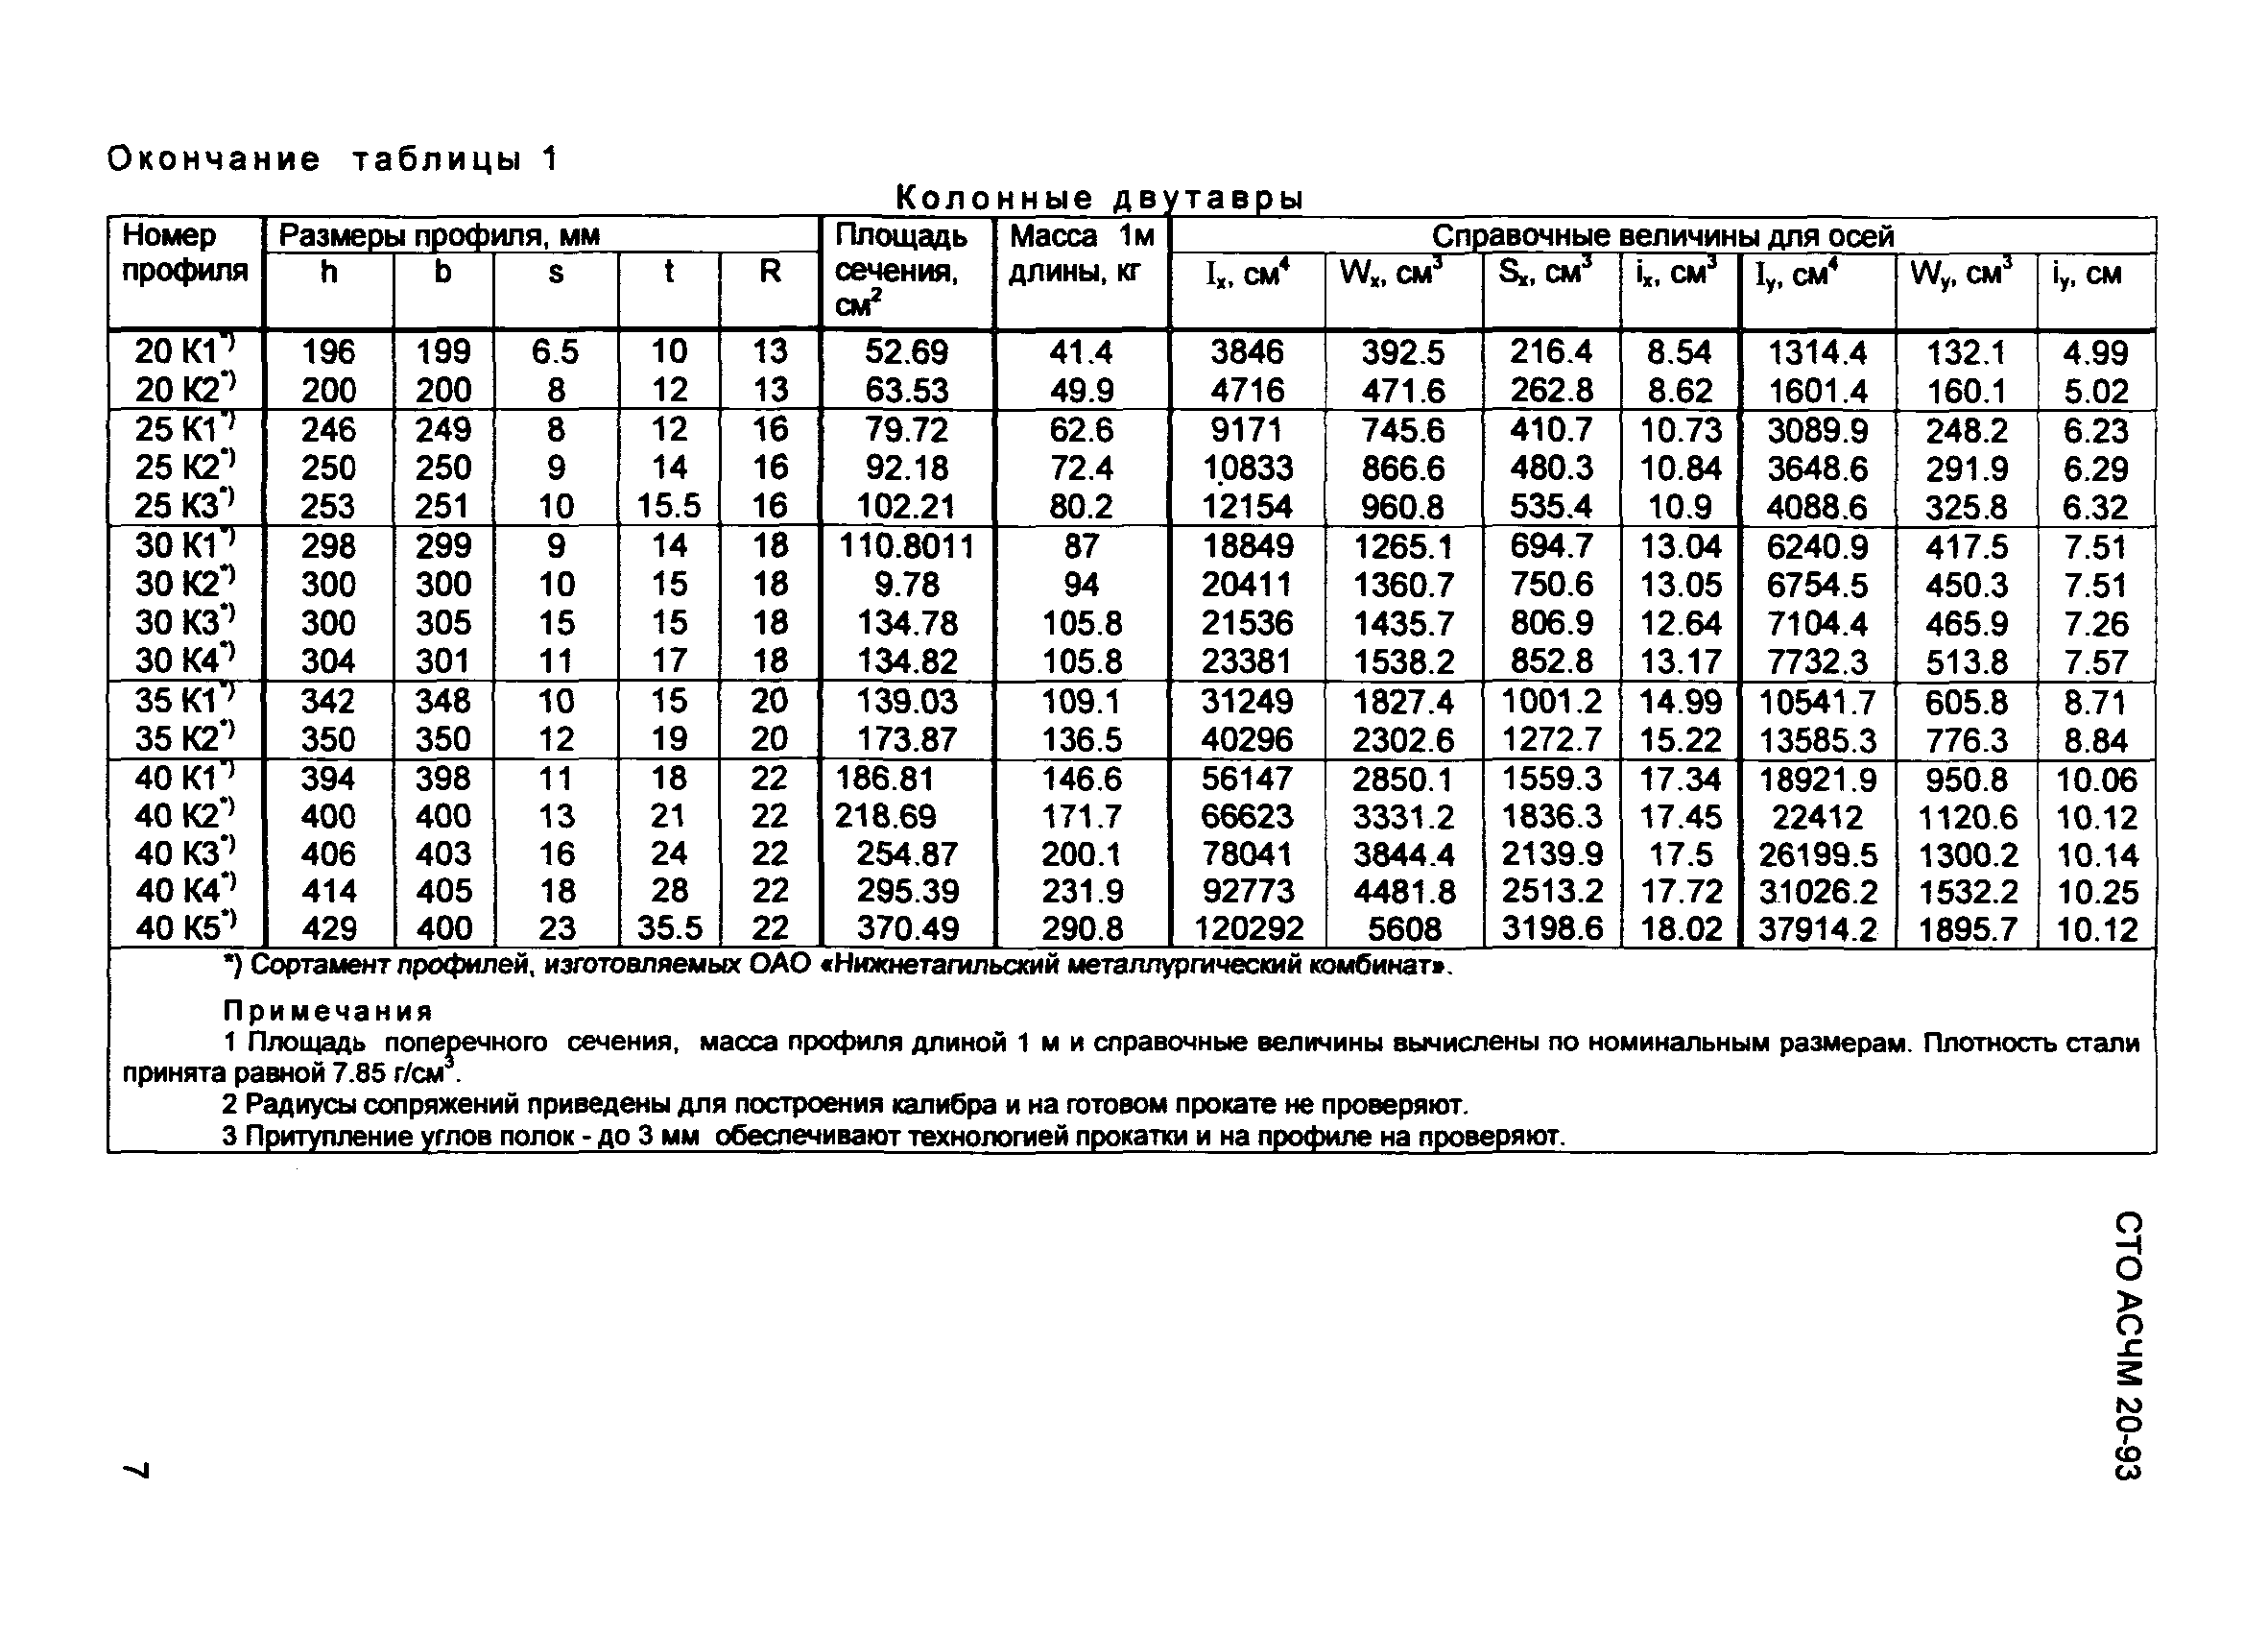 Окончание таблицы 1
Колонные двутавры
Номер профиля | Размеры профиля, мм | Площадь сечения, см² | Масса 1м длины, кг | Справочные величины для осей
h | b | s | t | R | Iₓ, см⁴ | Wₓ, см³ | Sₓ, см³ | iₓ, см³ | Iy, см⁴ | Wy, см³ | iy, см
20 К1*) 196 199 6.5 10 13 52.69 41.4 3846 392.5 216.4 8.54 1314.4 132.1 4.99
20 К2*) 200 200 8 12 13 63.53 49.9 4716 471.6 262.8 8.62 1601.4 160.1 5.02
25 К1*) 246 249 8 12 16 79.72 62.6 9171 745.6 410.7 10.73 3089.9 248.2 6.23
25 К2*) 250 250 9 14 16 92.18 72.4 10833 866.6 480.3 10.84 3648.6 291.9 6.29
25 К3*) 253 251 10 15.5 16 102.21 80.2 12154 960.8 535.4 10.9 4088.6 325.8 6.32
30 К1*) 298 299 9 14 18 110.8011 87 18849 1265.1 694.7 13.04 6240.9 417.5 7.51
30 К2*) 300 300 10 15 18 9.78 94 20411 1360.7 750.6 13.05 6754.5 450.3 7.51
30 К3*) 300 305 15 15 18 134.78 105.8 21536 1435.7 806.9 12.64 7104.4 465.9 7.26
30 К4*) 304 301 11 17 18 134.82 105.8 23381 1538.2 852.8 13.17 7732.3 513.8 7.57
35 К1*) 342 348 10 15 20 139.03 109.1 31249 1827.4 1001.2 14.99 10541.7 605.8 8.71
35 К2*) 350 350 12 19 20 173.87 136.5 40296 2302.6 1272.7 15.22 13585.3 776.3 8.84
40 К1*) 394 398 11 18 22 186.81 146.6 56147 2850.1 1559.3 17.34 18921.9 950.8 10.06
40 К2*) 400 400 13 21 22 218.69 171.7 66623 3331.2 1836.3 17.45 22412 1120.6 10.12
40 К3*) 406 403 16 24 22 254.87 200.1 78041 3844.4 2139.9 17.5 26199.5 1300.2 10.14
40 К4*) 414 405 18 28 22 295.39 231.9 92773 4481.8 2513.2 17.72 31026.2 1532.2 10.25
40 К5*) 429 400 23 35.5 22 370.49 290.8 120292 5608 3198.6 18.02 37914.2 1895.7 10.12
*) Сортамент профилей, изготовляемых ОАО «Нижнетагильский металлургический комбинат».
Примечания
1 Площадь поперечного сечения, масса профиля длиной 1 м и справочные величины вычислены по номинальным размерам. Плотность стали
принята равной 7.85 г/см³.
2 Радиусы сопряжений приведены для построения калибра и на готовом прокате не проверяют.
3 Притупление углов полок - до 3 мм обеспечивают технологией прокатки и на профиле на проверяют.
СТО АСЧМ 20-93
7